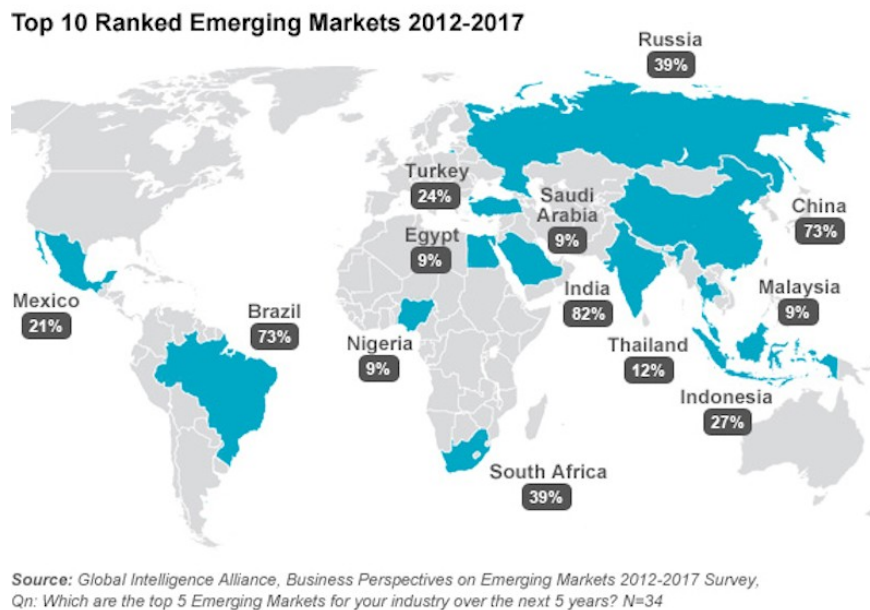 Top 10 Ranked Emerging Markets 2012-2017
Russia
39%
Turkey
24%
Saudi
Arabia
9%
China
73%
Egypt
9%
India
82%
Malaysia
9%
Mexico
21%
Brazil
73%
Nigeria
9%
Thailand
12%
Indonesia
27%
South Africa
39%
Source: Global Intelligence Alliance, Business Perspectives on Emerging Markets 2012-2017 Survey,
Qn: Which are the top 5 Emerging Markets for your industry over the next 5 years? N=34